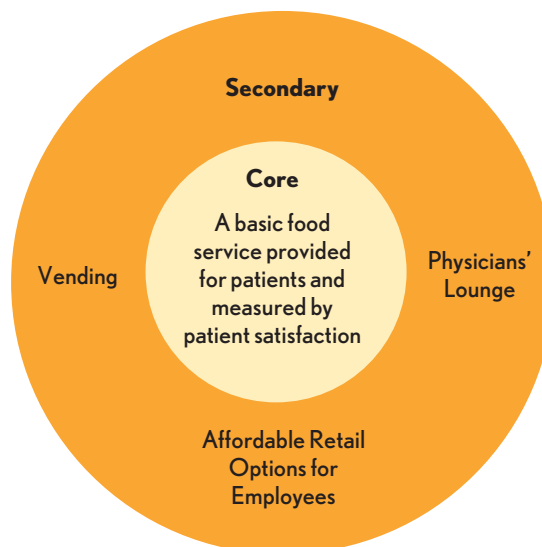 Secondary
Core
A basic food
service provided
for patients and
measured by
patient satisfaction
Vending
Physicians’
Lounge
Affordable Retail
Options for
Employees